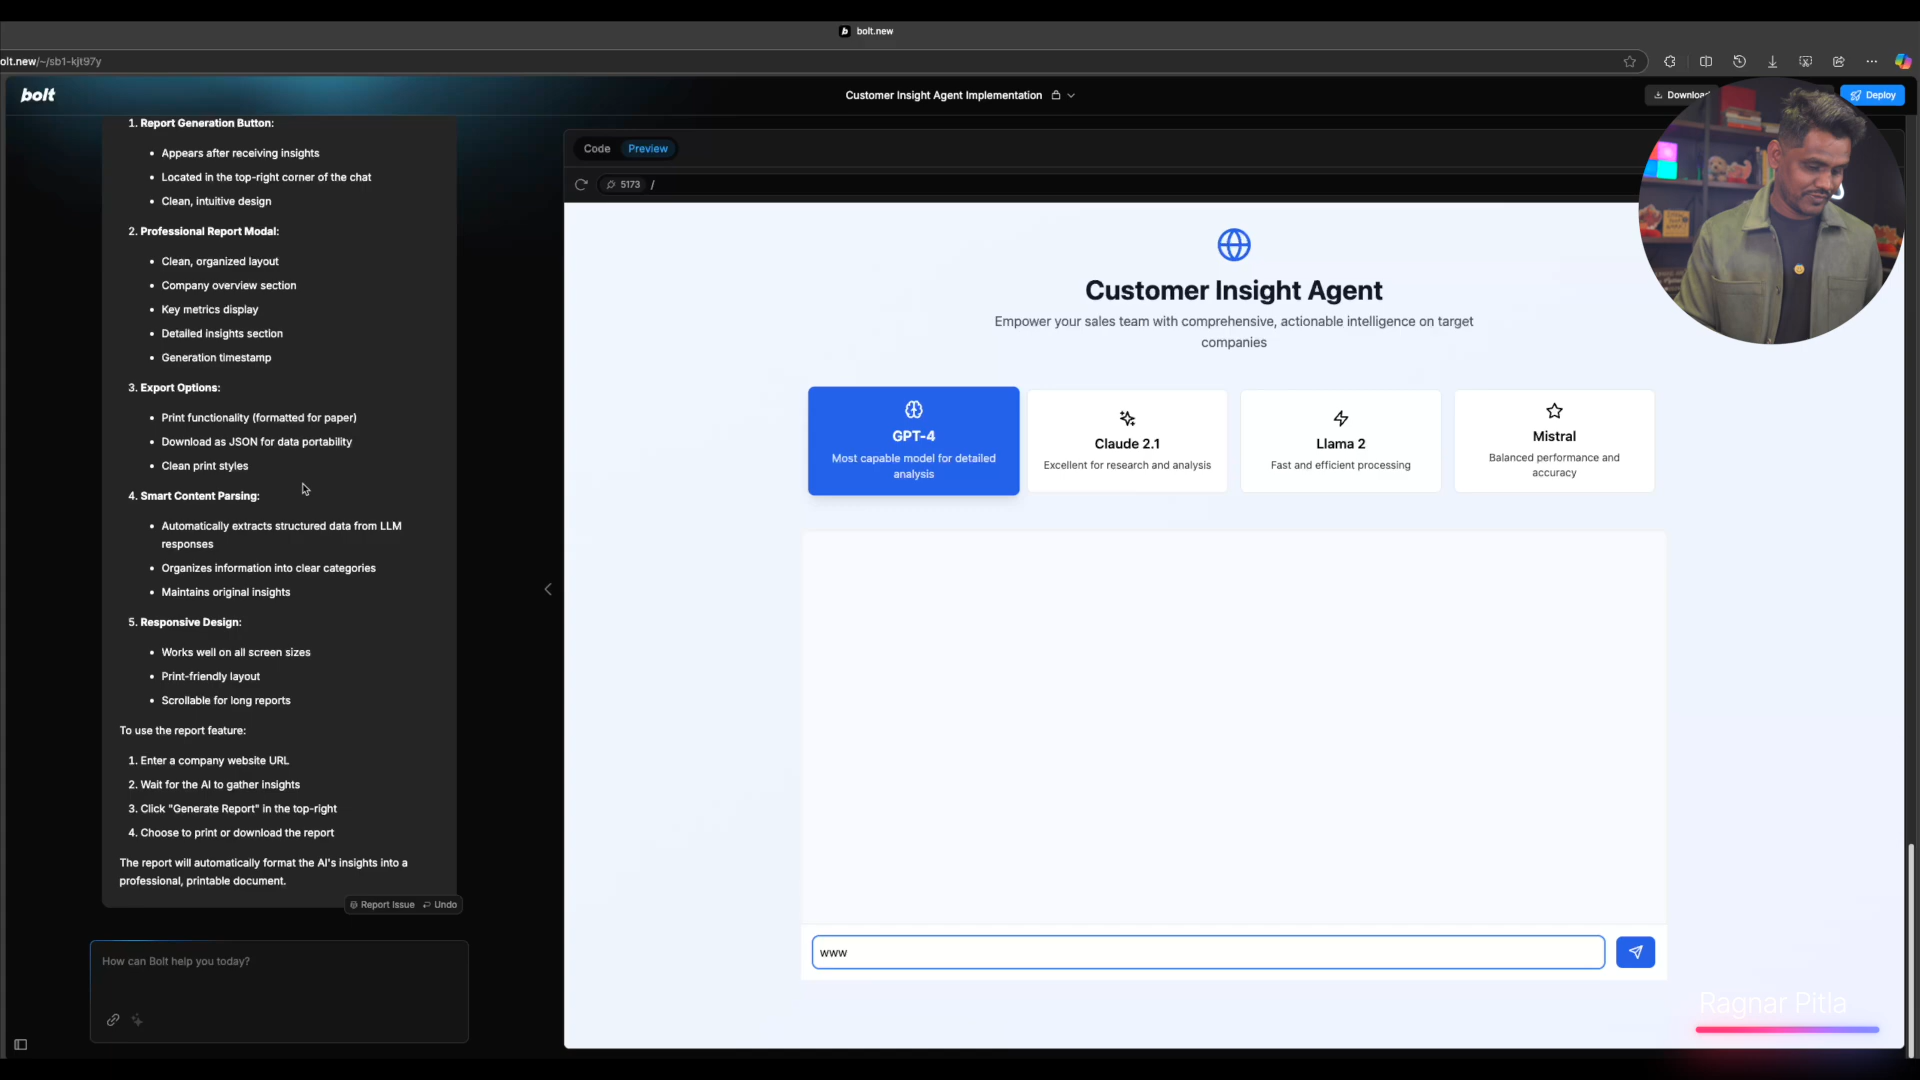 bolt.new
olt.new/~/sb1-kjt97y
bolt
Customer Insight Agent Implementation
Download
Deploy
1. Report Generation Button:
• Appears after receiving insights
• Located in the top-right corner of the chat
• Clean, intuitive design
2. Professional Report Modal:
• Clean, organized layout
• Company overview section
• Key metrics display
• Detailed insights section
• Generation timestamp
3. Export Options:
• Print functionality (formatted for paper)
• Download as JSON for data portability
• Clean print styles
4. Smart Content Parsing:
• Automatically extracts structured data from LLM
responses
• Organizes information into clear categories
• Maintains original insights
5. Responsive Design:
• Works well on all screen sizes
• Print-friendly layout
• Scrollable for long reports
To use the report feature:
1. Enter a company website URL
2. Wait for the AI to gather insights
3. Click "Generate Report" in the top-right
4. Choose to print or download the report
The report will automatically format the AI's insights into a
professional, printable document.
Report Issue Undo
How can Bolt help you today?
Code Preview
5173 /
Customer Insight Agent
Empower your sales team with comprehensive, actionable intelligence on target
companies
GPT-4
Most capable model for detailed
analysis
Claude 2.1
Excellent for research and analysis
Llama 2
Fast and efficient processing
Mistral
Balanced performance and
accuracy
www
Ragnar Pitla